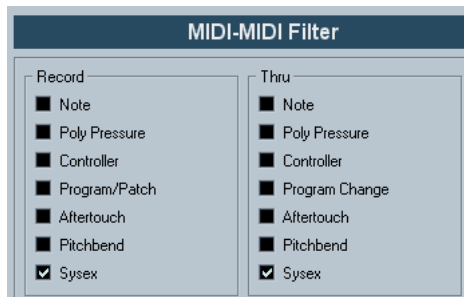 MIDI-MIDI Filter
Record
Note
Poly Pressure
Controller
Program/Patch
Aftertouch
Pitchbend
Sysex
Thru
Note
Poly Pressure
Controller
Program Change
Aftertouch
Pitchbend
Sysex